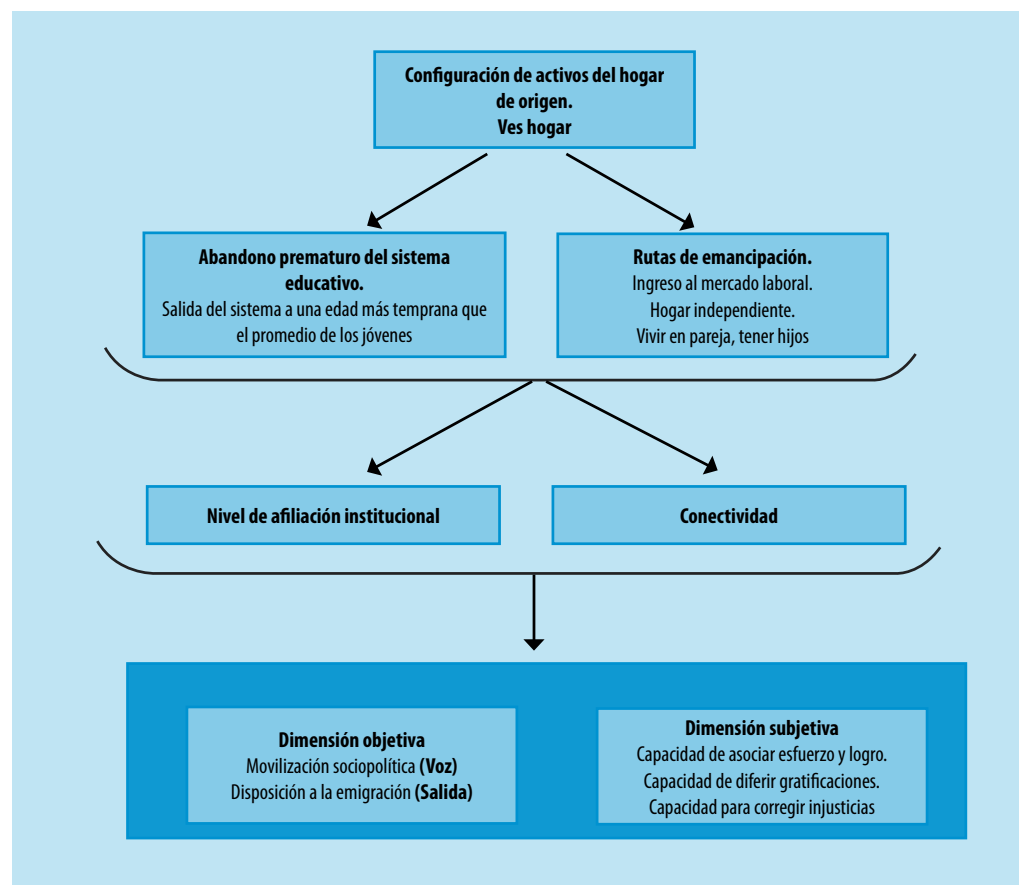 Configuración de activos del hogar
de origen.
Ves hogar
Abandono prematuro del sistema
educativo.
Salida del sistema a una edad más temprana que
el promedio de los jóvenes
Rutas de emancipación.
Ingreso al mercado laboral.
Hogar independiente.
Vivir en pareja, tener hijos
Nivel de afiliación institucional
Conectividad
Dimensión objetiva
Movilización sociopolítica (Voz)
Disposición a la emigración (Salida)
Dimensión subjetiva
Capacidad de asociar esfuerzo y logro.
Capacidad de diferir gratificaciones.
Capacidad para corregir injusticias